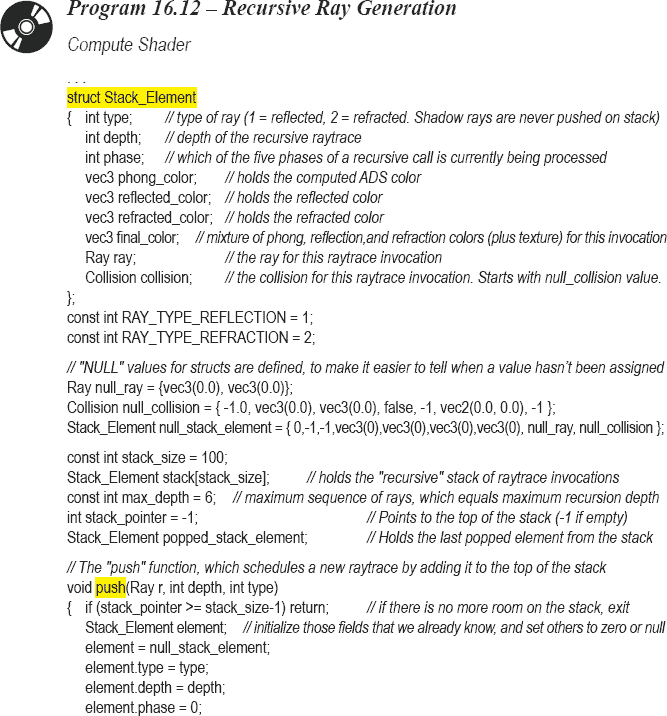 Program 16.12 – Recursive Ray Generation
Compute Shader
. . .
struct Stack_Element
{ int type; // type of ray (1 = reflected, 2 = refracted. Shadow rays are never pushed on stack)
int depth; // depth of the recursive raytrace
int phase; // which of the five phases of a recursive call is currently being processed
vec3 phong_color; // holds the computed ADS color
vec3 reflected_color; // holds the reflected color
vec3 refracted_color; // holds the refracted color
vec3 final_color; // mixture of phong, reflection,and refraction colors (plus texture) for this invocation
Ray ray; // the ray for this raytrace invocation
Collision collision; // the collision for this raytrace invocation. Starts with null_collision value.
};
const int RAY_TYPE_REFLECTION = 1;
const int RAY_TYPE_REFRACTION = 2;
// "NULL" values for structs are defined, to make it easier to tell when a value hasn’t been assigned
Ray null_ray = {vec3(0.0), vec3(0.0)};
Collision null_collision = { -1.0, vec3(0.0), vec3(0.0), false, -1, vec2(0.0, 0.0), -1 };
Stack_Element null_stack_element = { 0,-1,-1,vec3(0),vec3(0),vec3(0),vec3(0), null_ray, null_collision };
const int stack_size = 100;
Stack_Element stack[stack_size]; // holds the "recursive" stack of raytrace invocations
const int max_depth = 6; // maximum sequence of rays, which equals maximum recursion depth
int stack_pointer = -1; // Points to the top of the stack (-1 if empty)
Stack_Element popped_stack_element; // Holds the last popped element from the stack
// The "push" function, which schedules a new raytrace by adding it to the top of the stack
void push(Ray r, int depth, int type)
{ if (stack_pointer >= stack_size-1) return; // if there is no more room on the stack, exit
Stack_Element element; // initialize those fields that we already know, and set others to zero or null
element = null_stack_element;
element.type = type;
element.depth = depth;
element.phase = 0;